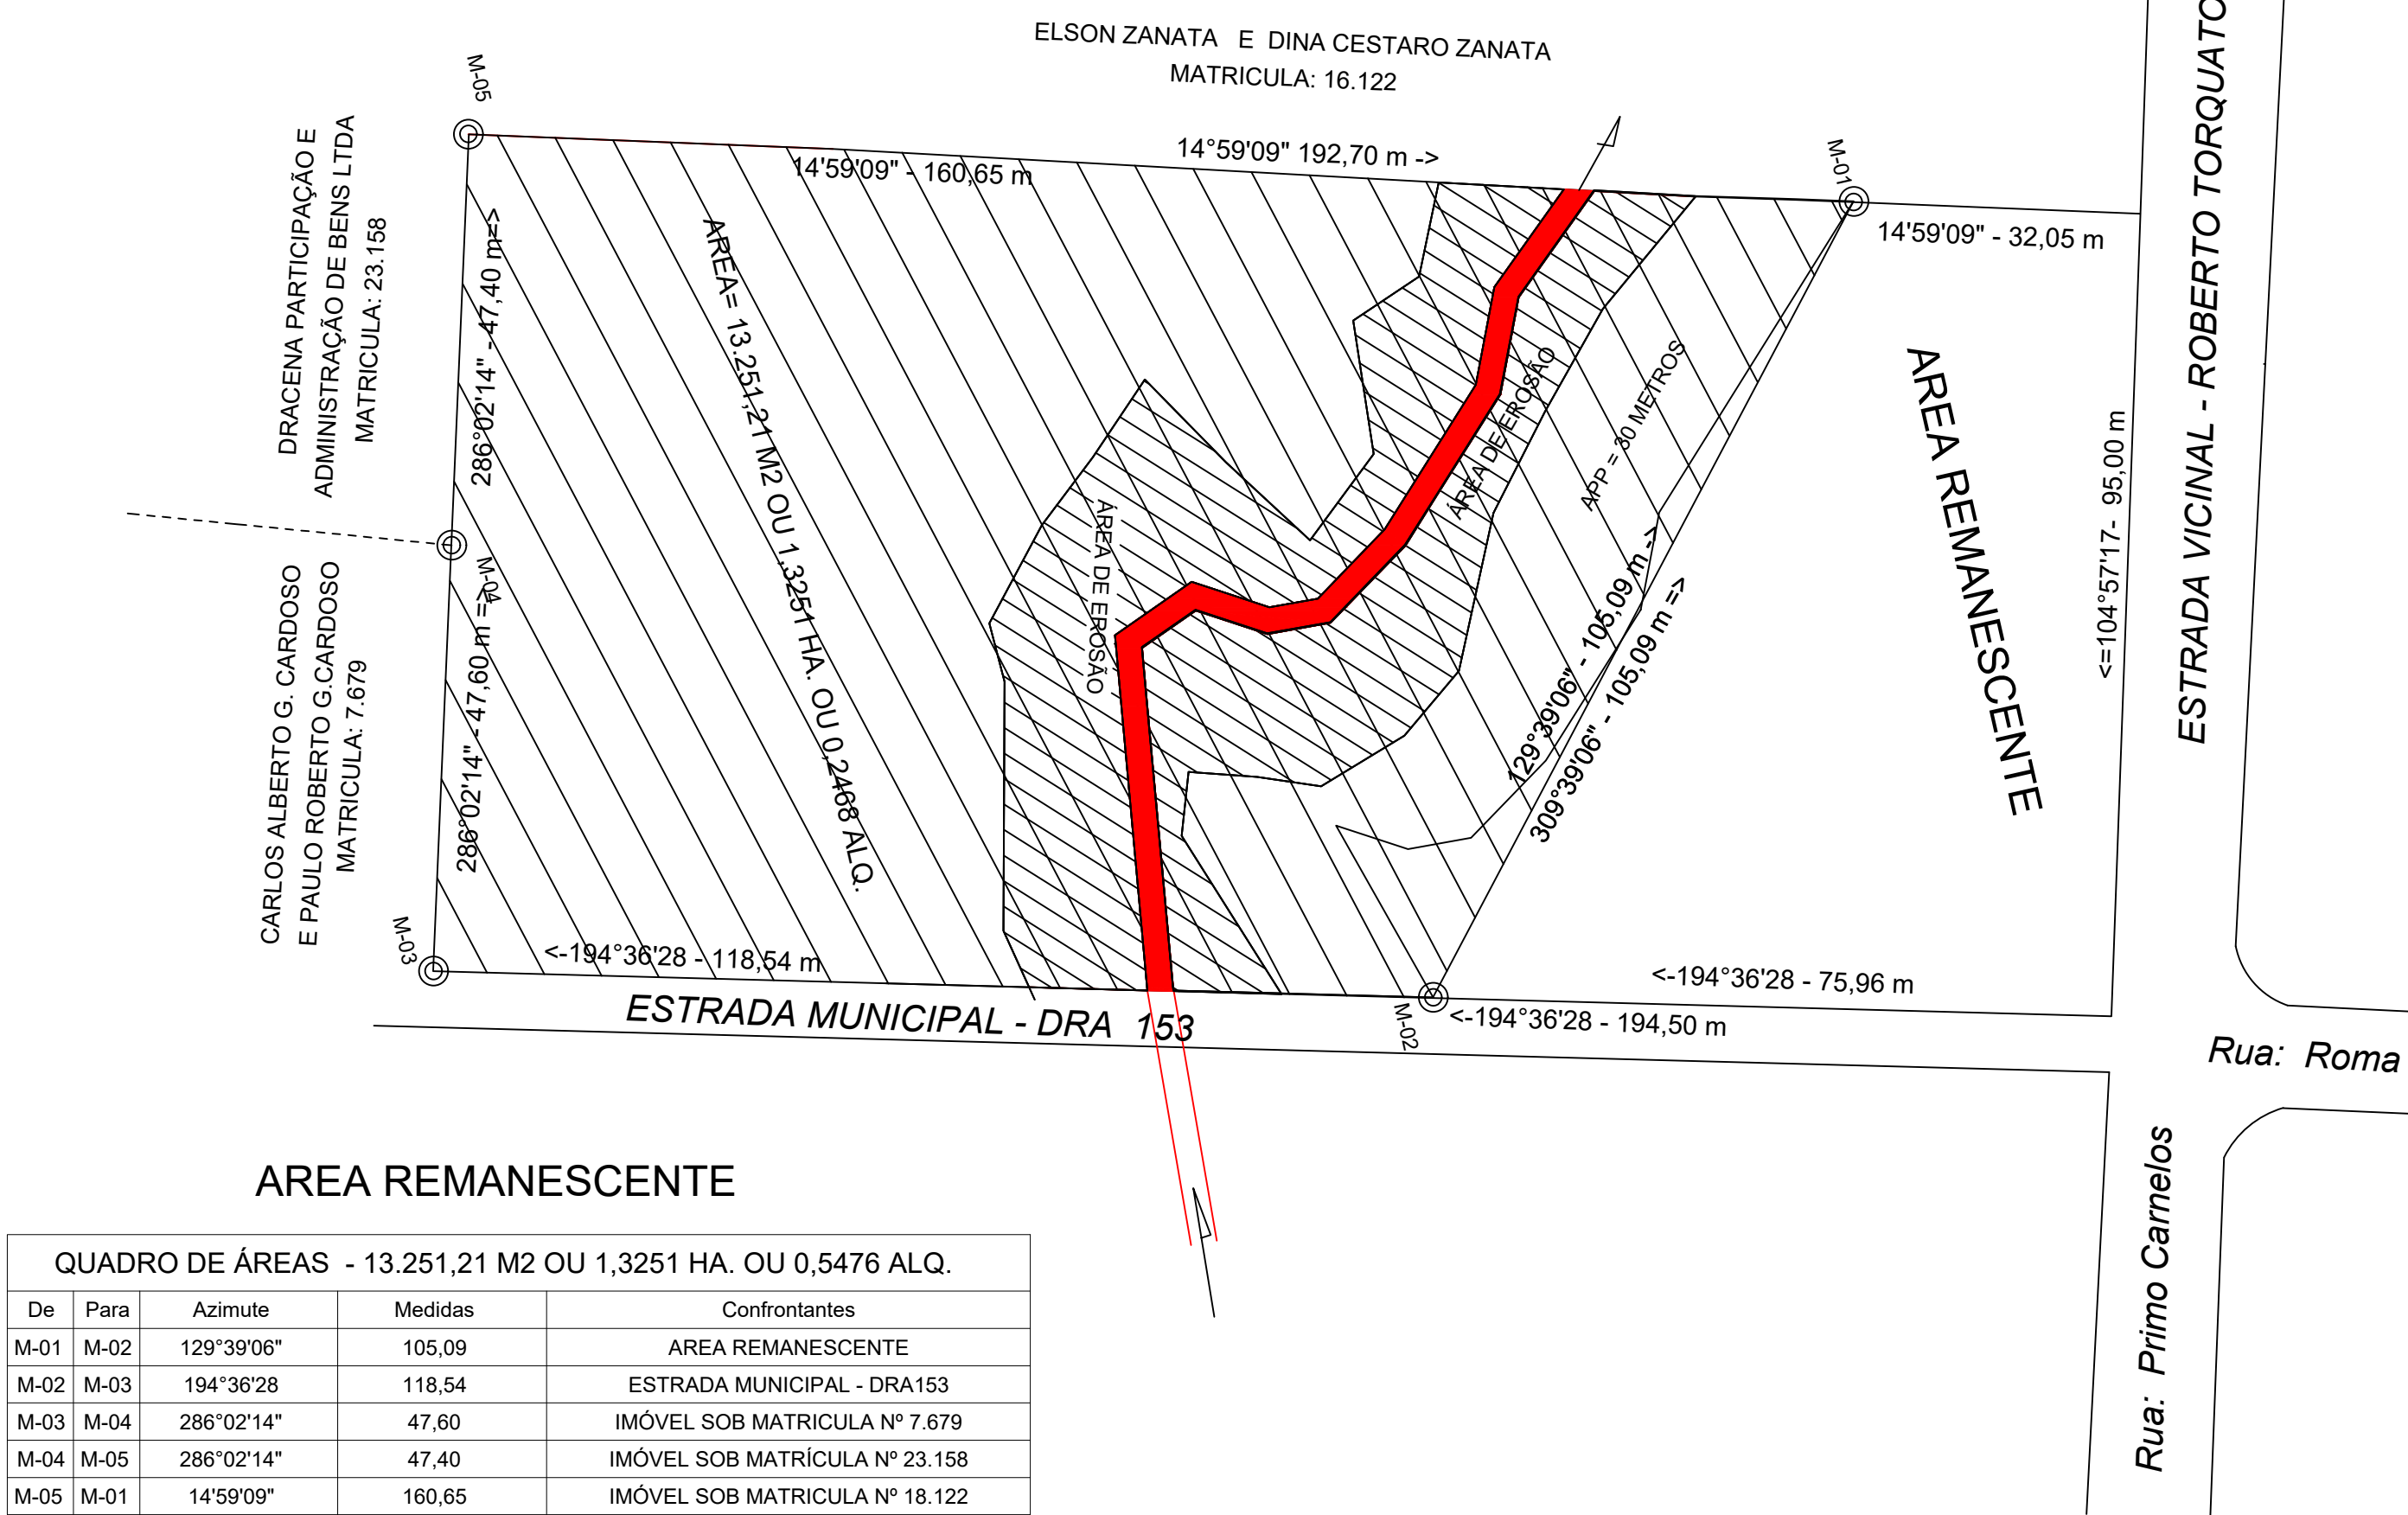 ELSON ZANATA E DINA CESTARO ZANATA
MATRICULA: 16.122
M-05
14°59'09" 192,70 m ->
14'59'09" - 160,65 m
M-01
14'59'09" - 32,05 m
ESTRADA VICINAL - ROBERTO TORQUATO
DRACENA PARTICIPAÇÃO E
ADMINISTRAÇÃO DE BENS LTDA
MATRICULA: 23.158
286°02'14" - 47,40 m=>
AREA= 13.251,21 M2 OU 1,3251 HA. OU 0,2468 ALQ.
ÁREA DE EROSÃO
ÁREA DE EROSÃO
APP = 30 METROS
AREA REMANESCENTE
<=104°57'17- 95,00 m
M-04
CARLOS ALBERTO G. CARDOSO
E PAULO ROBERTO G.CARDOSO
MATRICULA: 7.679
286°02'14" - 47,60 m =>
129°39'06" - 105,09 m ->
309°39'06" - 105,09 m =>
M-03
<-194°36'28 - 118,54 m
<-194°36'28 - 75,96 m
ESTRADA MUNICIPAL - DRA 153
M-02
<-194°36'28 - 194,50 m
Rua: Roma
Rua: Primo Carnelos
AREA REMANESCENTE
QUADRO DE ÁREAS - 13.251,21 M2 OU 1,3251 HA. OU 0,5476 ALQ.
De Para Azimute Medidas Confrontantes
M-01 M-02 129°39'06" 105,09 AREA REMANESCENTE
M-02 M-03 194°36'28 118,54 ESTRADA MUNICIPAL - DRA153
M-03 M-04 286°02'14" 47,60 IMÓVEL SOB MATRICULA Nº 7.679
M-04 M-05 286°02'14" 47,40 IMÓVEL SOB MATRÍCULA Nº 23.158
M-05 M-01 14'59'09" 160,65 IMÓVEL SOB MATRICULA Nº 18.122